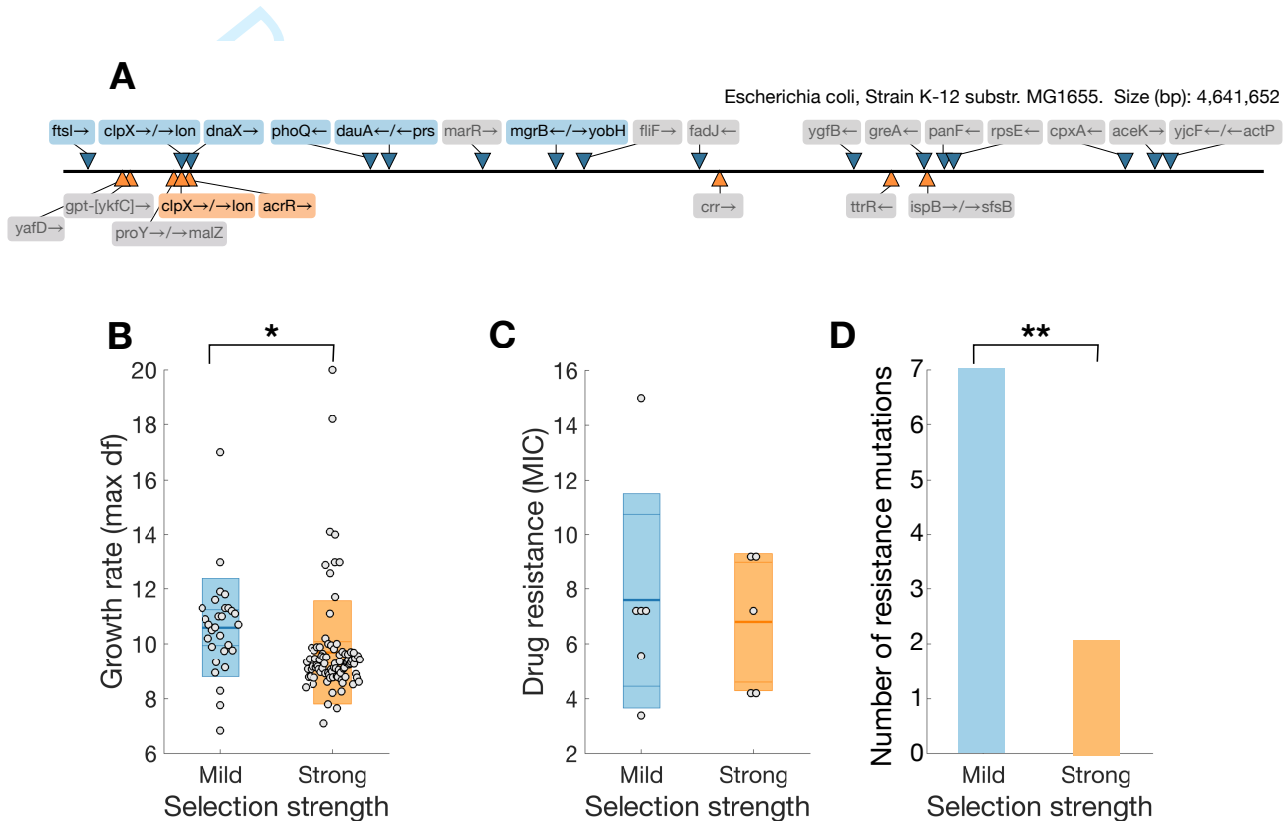 A
Escherichia coli, Strain K-12 substr. MG1655. Size (bp): 4,641,652
ftsI→ clpX→/→lon dnaX→ phoQ← dauA←/←prs marR→ mgrB←/→yobH fliF→ fadJ← ygfB← greA← panF← rpsE← cpxA← aceK→ yjcF←/←actP
gpt-[ykfC]→ clpX→/→lon acrR→ crr→ ttrR← ispB→/→sfsB
yafD→ proY→/→malZ
B * C D **
20
18
16
14
12
10
8
6
Growth rate (max df)
Mild Strong
Selection strength
16
14
12
10
8
6
4
2
Drug resistance (MIC)
Mild Strong
Selection strength
7
6
5
4
3
2
1
0
Number of resistance mutations
Mild Strong
Selection strength